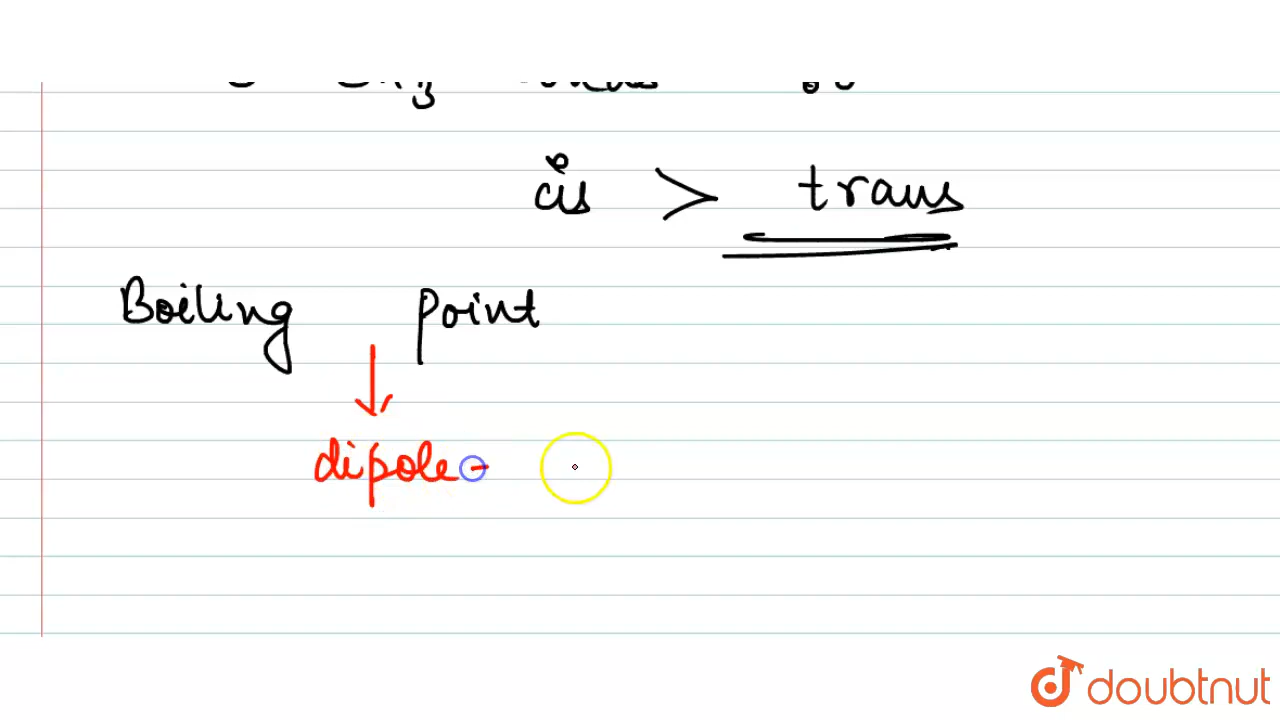 cis > trans
Boiling point
dipole -
doubtnut